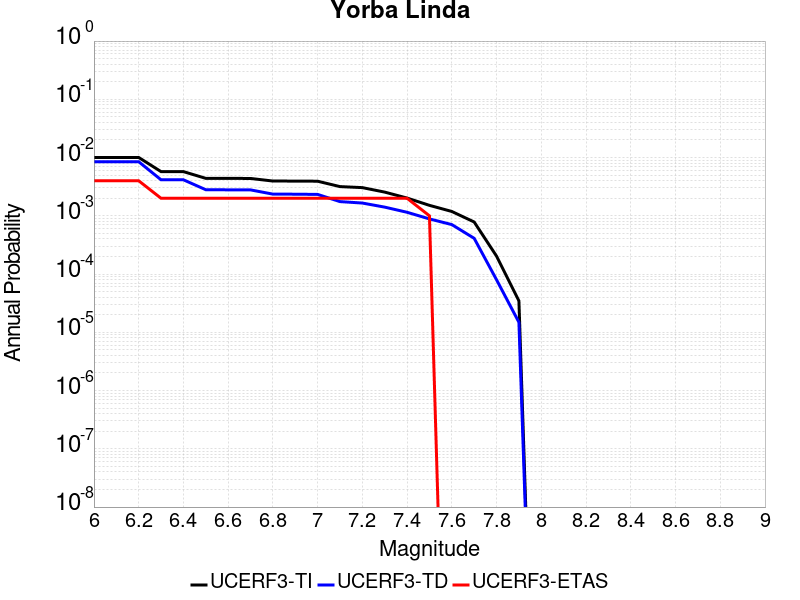 Yorba Linda
10^0
10^-1
10^-2
10^-3
10^-4
10^-5
10^-6
10^-7
10^-8
Annual Probability
6 6.2 6.4 6.6 6.8 7 7.2 7.4 7.6 7.8 8 8.2 8.4 8.6 8.8 9
Magnitude
UCERF3-TI UCERF3-TD UCERF3-ETAS